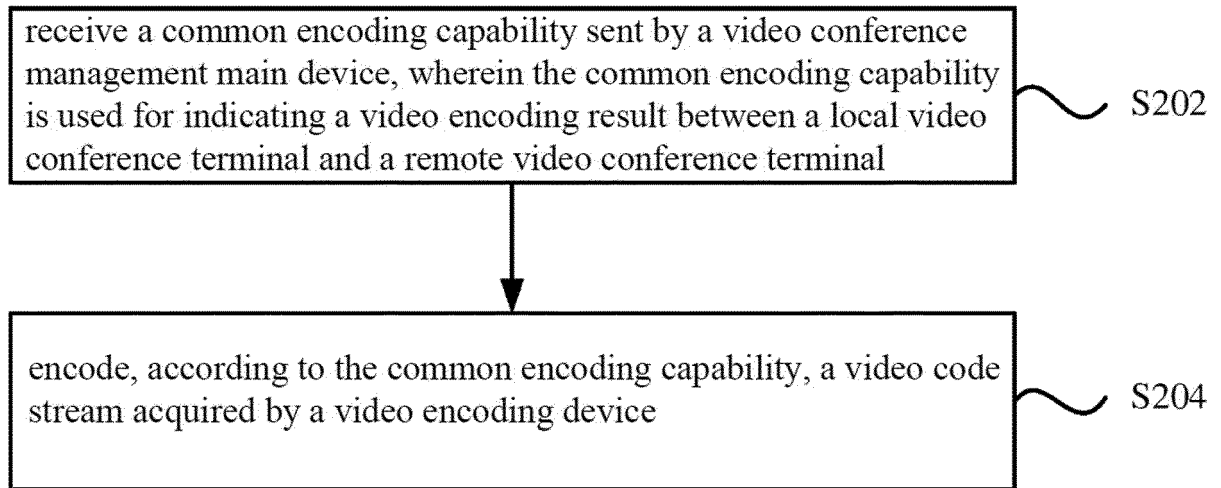 receive a common encoding capability sent by a video conference
management main device, wherein the common encoding capability
is used for indicating a video encoding result between a local video
conference terminal and a remote video conference terminal
S202
encode, according to the common encoding capability, a video code
stream acquired by a video encoding device
S204